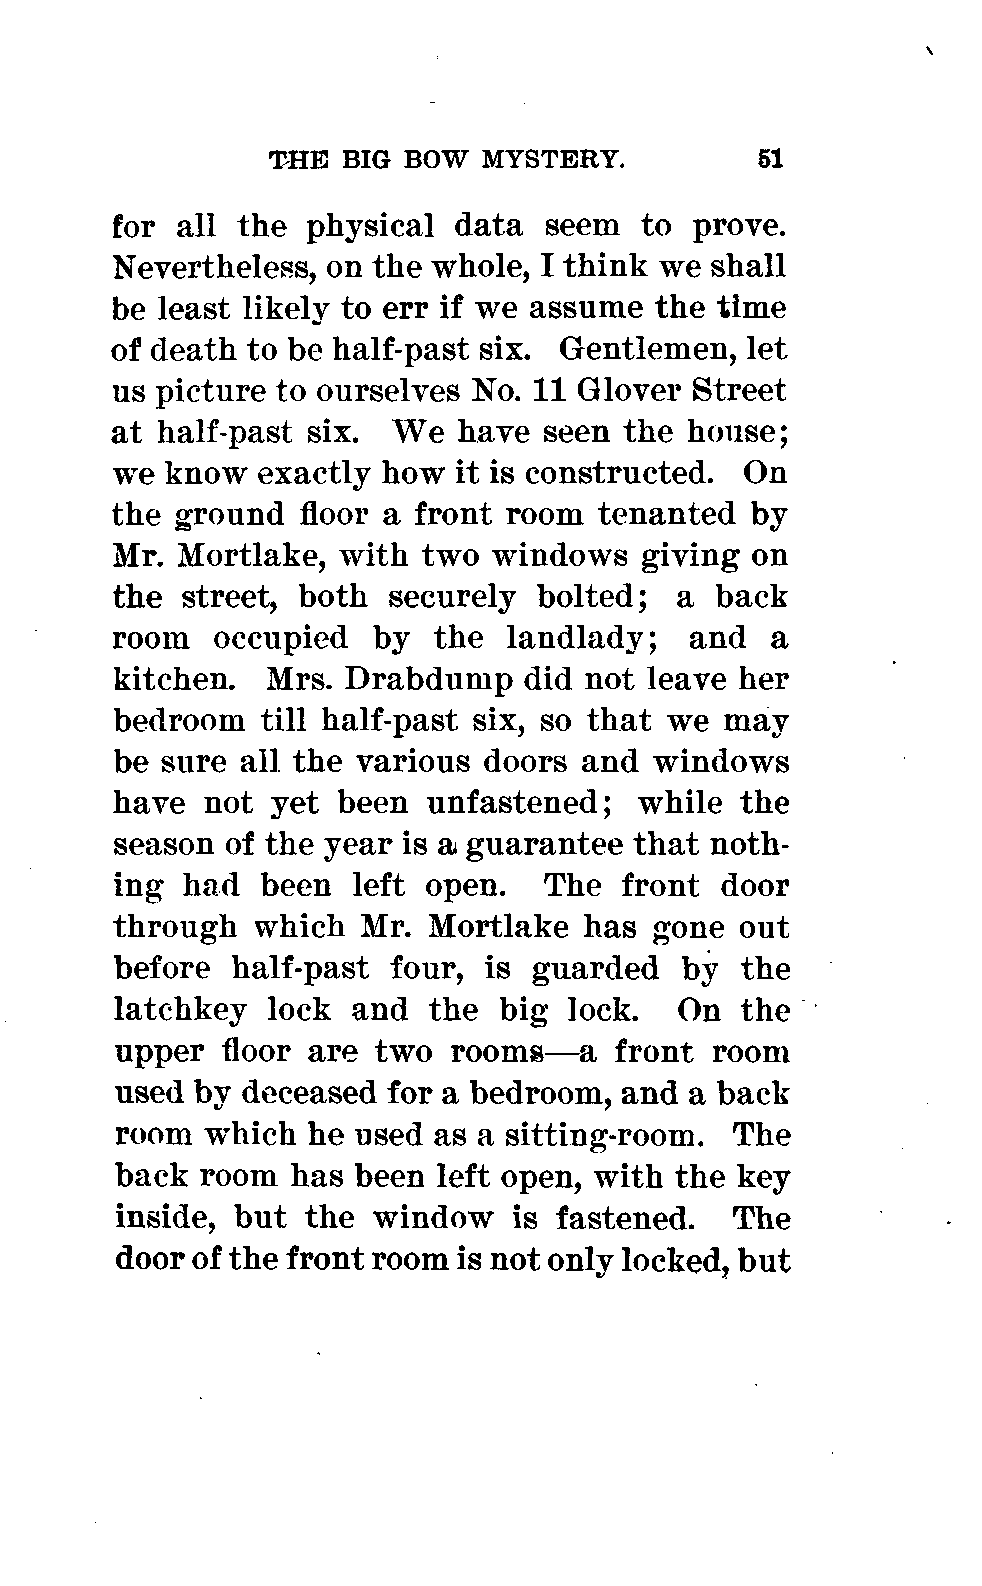 THE BIG BOW MYSTERY. 51
for all the physical data seem to prove.
Nevertheless, on the whole, I think we shall
be least likely to err if we assume the time
of death to be half-past six. Gentlemen, let
us picture to ourselves No. 11 Glover Street
at half-past six. We have seen the house;
we know exactly how it is constructed. On
the ground floor a front room tenanted by
Mr. Mortlake, with two windows giving on
the street, both securely bolted; a back
room occupied by the landlady; and a
kitchen. Mrs. Drabdump did not leave her
bedroom till half-past six, so that we may
be sure all the various doors and windows
have not yet been unfastened; while the
season of the year is a guarantee that noth-
ing had been left open. The front door
through which Mr. Mortlake has gone out
before half-past four, is guarded by the
latchkey lock and the big lock. On the
upper floor are two rooms—a front room
used by deceased for a bedroom, and a back
room which he used as a sitting-room. The
back room has been left open, with the key
inside, but the window is fastened. The
door of the front room is not only locked, but